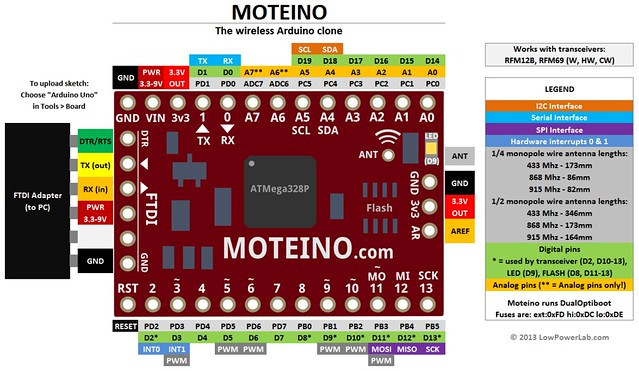 MOTEINO
The wireless Arduino clone
SCL SDA
TX RX D19 D18 D17 D16 D15 D14
GND PWR 3.3V D1 D0 A7** A6** A5 A4 A3 A2 A1 A0
3.3-9V OUT PD1 PD0 ADC7 ADC6 PC5 PC4 PC3 PC2 PC1 PC0
GND VIN 3v3 1 0 A7 A6 A5 A4 A3 A2 A1 A0
TX RX SCL SDA
To upload sketch:
Choose "Arduino Uno"
in Tools > Board
FTDI Adapter
(to PC)
DTR/RTS
TX (out)
RX (in)
PWR
3.3-9V
GND
DTR
FTDI
GND
ATMega328P
ANT
LED
(D9)
Flash
GND
3V3
AR
MOTEINO.com
ANT
GND
3.3V
OUT
AREF
~ ~ ~ ~ ~ ~
MO MI SCK
RST 2 3 4 5 6 7 8 9 10 11 12 13
RESET PD2 PD3 PD4 PD5 PD6 PD7 PB0 PB1 PB2 PB3 PB4 PB5
D2* D3 D4 D5 D6 D7 D8* D9* D10* D11* D12* D13*
INT0 INT1 PWM PWM PWM PWM MOSI MISO SCK
PWM PWM
Works with transceivers:
RFM12B, RFM69 (W, HW, CW)
LEGEND
I2C Interface
Serial Interface
SPI Interface
Hardware interrupts 0 & 1
1/4 monopole wire antenna lengths:
433 Mhz - 173mm
868 Mhz - 86mm
915 Mhz - 82mm
1/2 monopole wire antenna lengths:
433 Mhz - 346mm
868 Mhz - 173mm
915 Mhz - 164mm
Digital pins
* = used by transceiver (D2, D10-13),
LED (D9), FLASH (D8, D11-13)
Analog pins (** = Analog pins only!)
Moteino runs DualOptiboot
Fuses are: ext:0xFD hi:0xDC lo:0xDE
© 2013 LowPowerLab.com